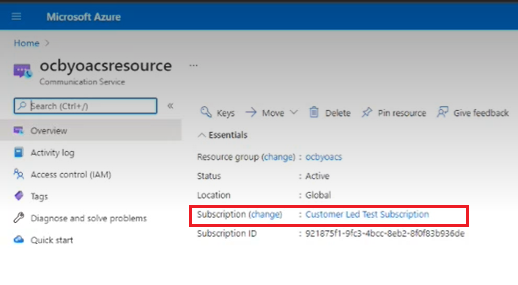 Microsoft Azure
Home >
ocbyoacsresource ...
Communication Service
Search (Ctrl+/) «
Keys Move Delete Pin resource Give feedback
Overview
Activity log
Access control (IAM)
Tags
Diagnose and solve problems
Quick start
Essentials
Resource group (change) : ocbyoacs
Status : Active
Location : Global
Subscription (change) : Customer Led Test Subscription
Subscription ID : 921875f1-9fc3-4bcc-8eb2-8f0f83b936de